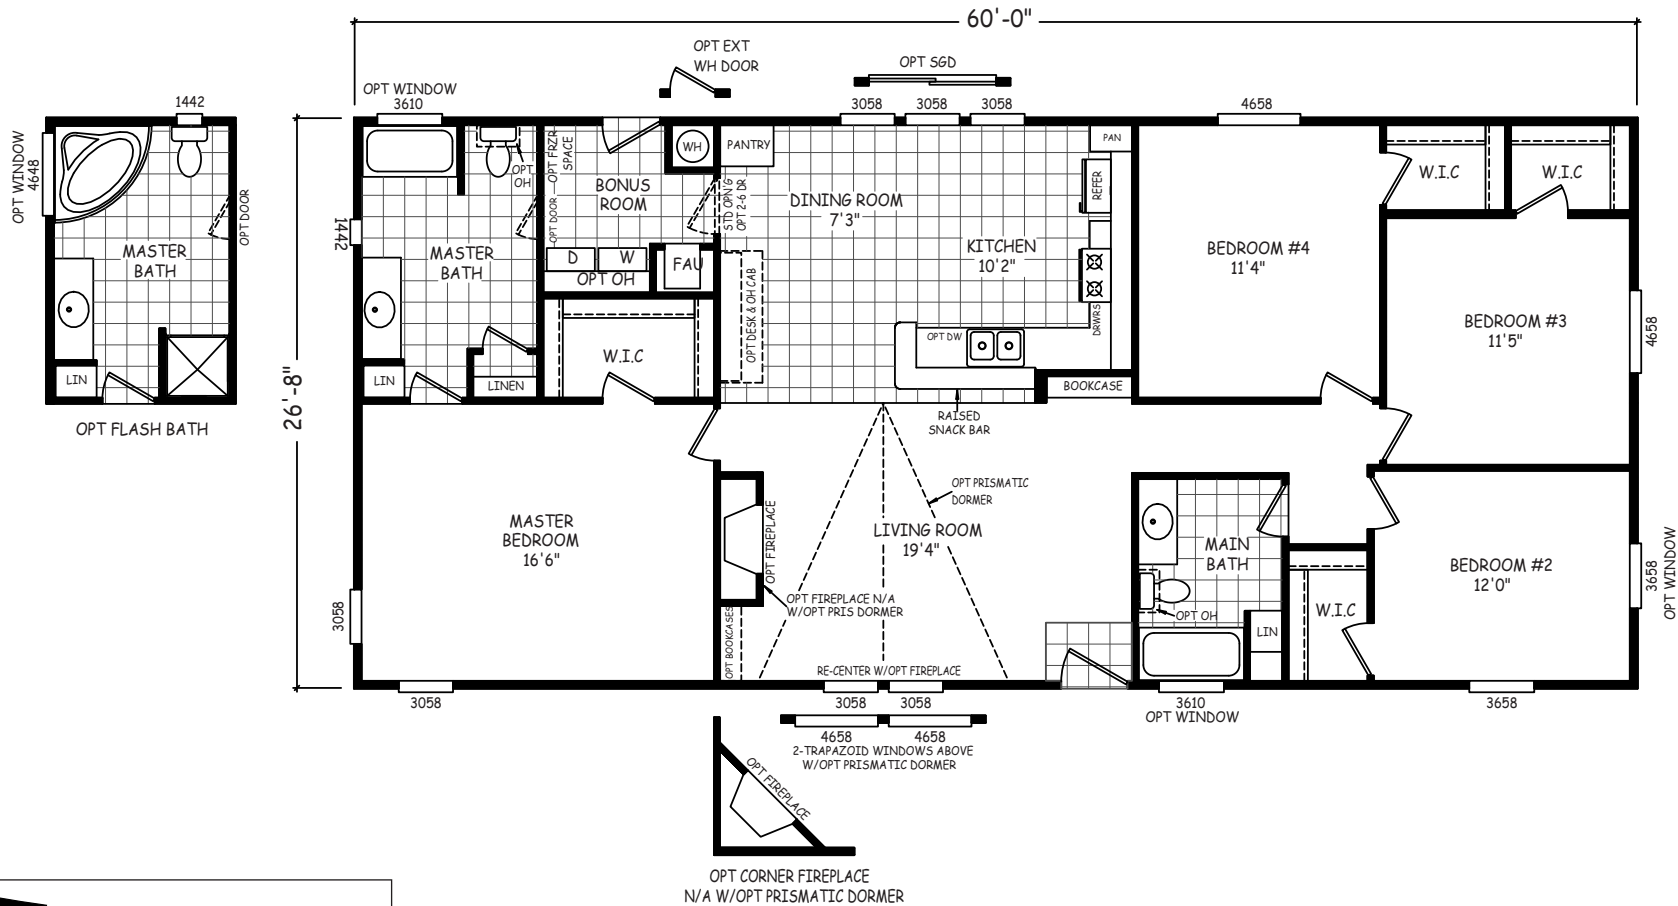 60'-0"
OPT EXT
WH DOOR
OPT SGD
OPT WINDOW
3610
3058
3058
3058
4658
1442
OPT WINDOW
4648
OPT DOOR
MASTER
BATH
LIN
OPT FLASH BATH
26'-8"
1442
OPT
OH
MASTER
BATH
LIN
LINEN
OPT FRZR
SPACE
BONUS
ROOM
OPT DOOR
D
W
OPT OH
WH
FAU
STD OPN'G
OPT 2-6 DR
W.I.C
PANTRY
DINING ROOM
7'3"
OPT DESK & OH CAB
KITCHEN
10'2"
PAN
REFER
DRWRS
OPT DW
RAISED
SNACK BAR
BOOKCASE
BEDROOM #4
11'4"
W.I.C
W.I.C
BEDROOM #3
11'5"
4658
MASTER
BEDROOM
16'6"
3058
3058
OPT FIREPLACE
OPT FIREPLACE N/A
W/OPT PRIS DORMER
OPT BOOKCASES
OPT PRISMATIC
DORMER
LIVING ROOM
19'4"
RE-CENTER W/OPT FIREPLACE
3058
3058
4658
4658
2-TRAPAZOID WINDOWS ABOVE
W/OPT PRISMATIC DORMER
MAIN
BATH
OPT OH
LIN
3610
OPT WINDOW
W.I.C
BEDROOM #2
12'0"
3658
OPT WINDOW
3658
OPT FIREPLACE
OPT CORNER FIREPLACE
N/A W/OPT PRISMATIC DORMER